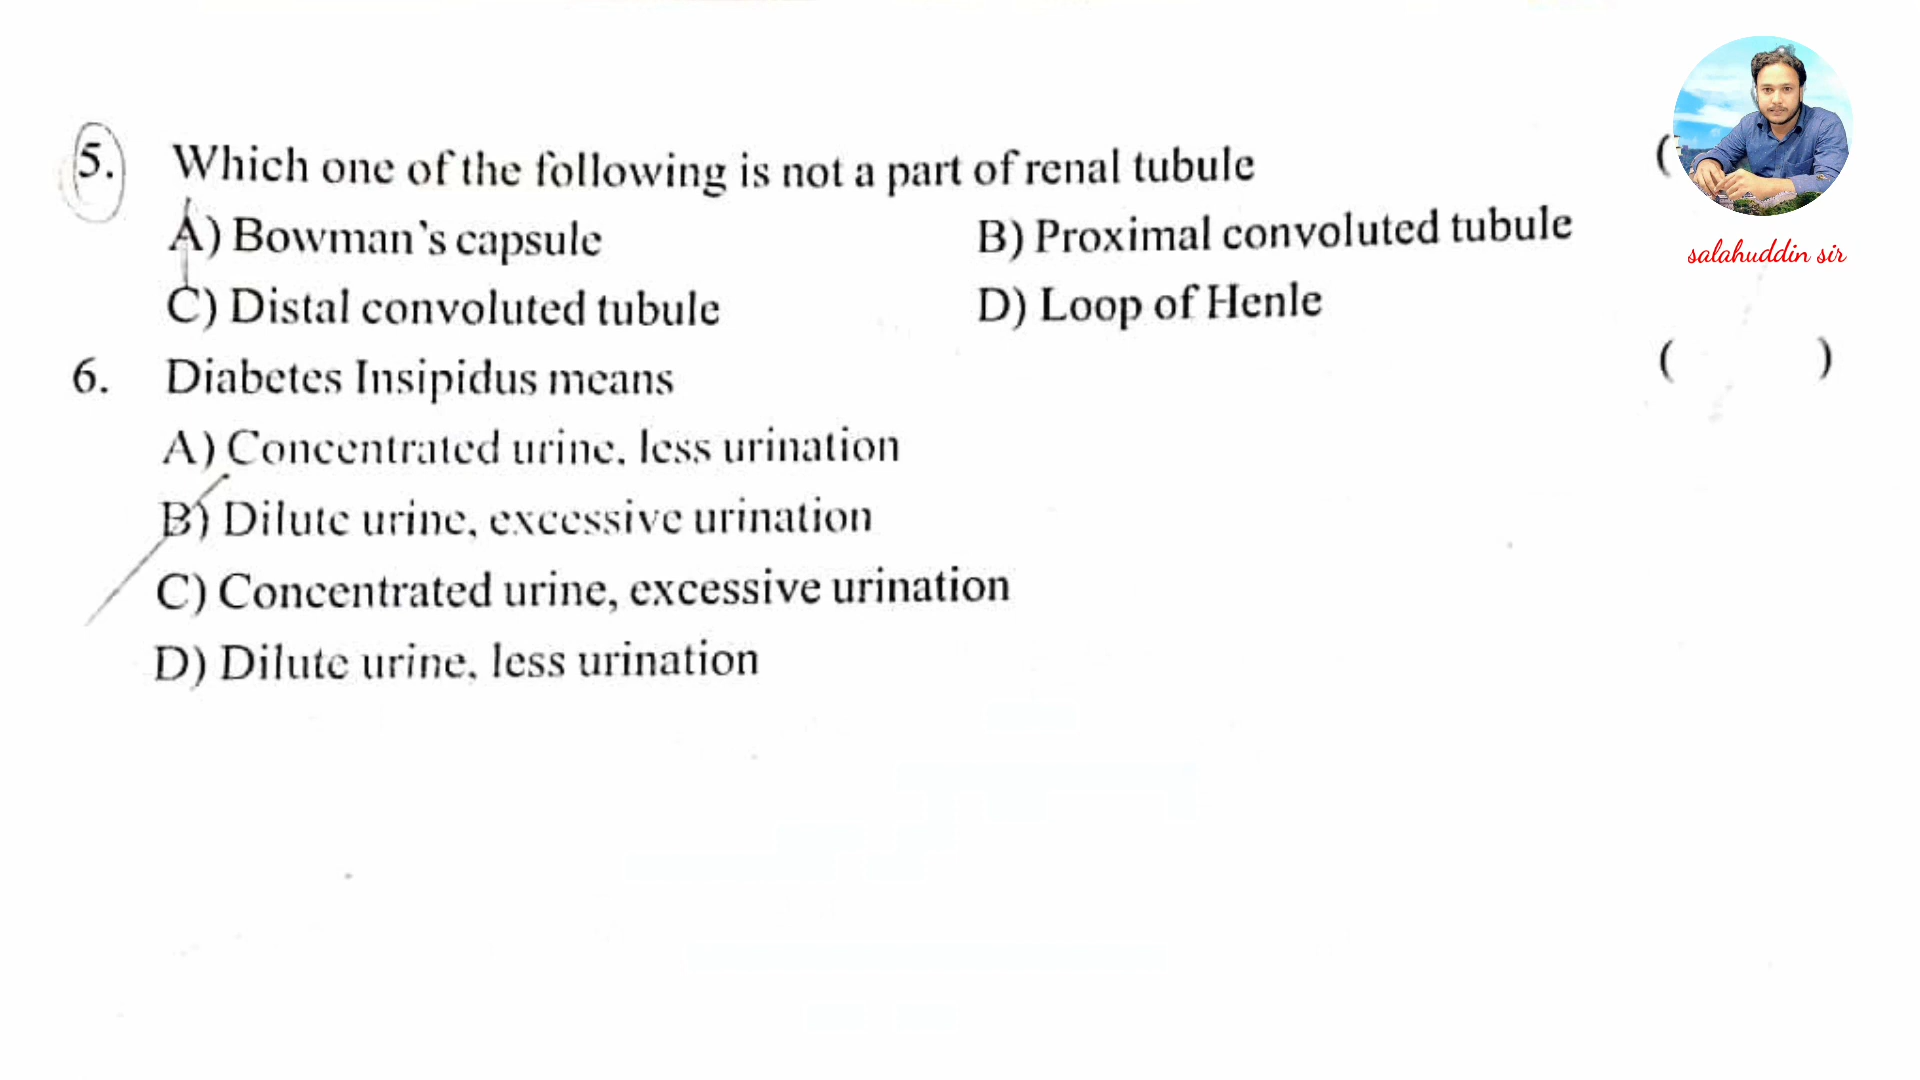 5. Which one of the following is not a part of renal tubule (
A) Bowman's capsule B) Proximal convoluted tubule
salahuddin sir
C) Distal convoluted tubule D) Loop of Henle
6. Diabetes Insipidus means ( )
A) Concentrated urine. less urination
B) Dilute urine, excessive urination
C) Concentrated urine, excessive urination
D) Dilute urine, less urination